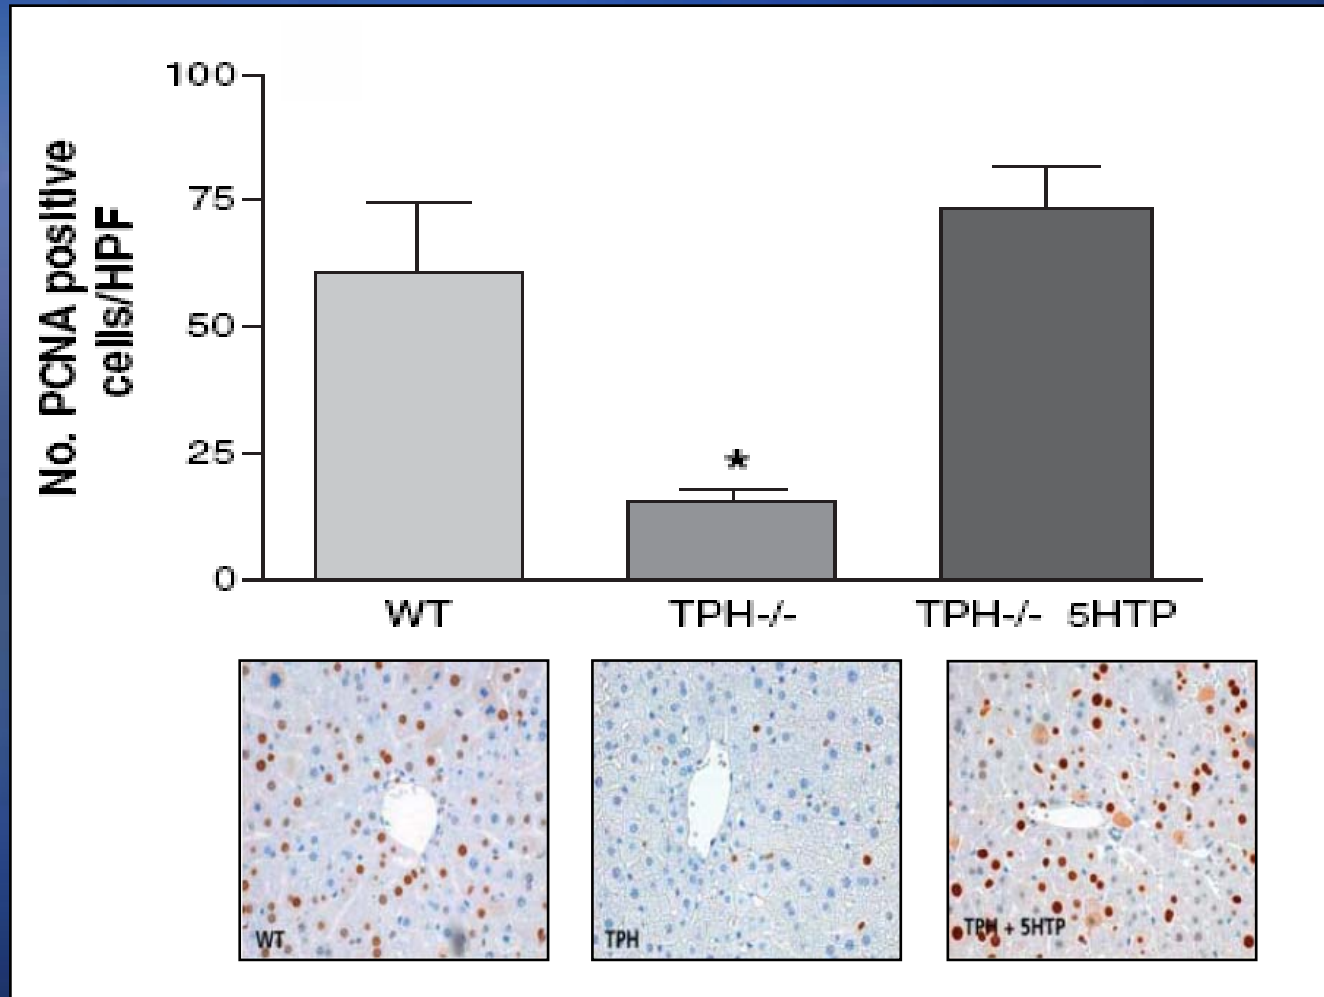 No. PCNA positive
cells/HPF
100
75
50
25
0
*
WT
TPH-/-
TPH-/- 5HTP
WT
TPH
TPH + 5HTP